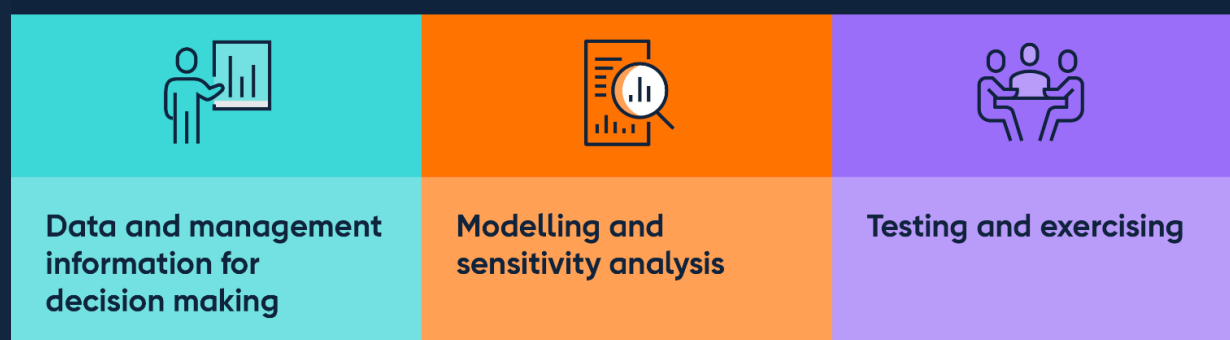 Data and management
information for
decision making
Modelling and
sensitivity analysis
Testing and exercising